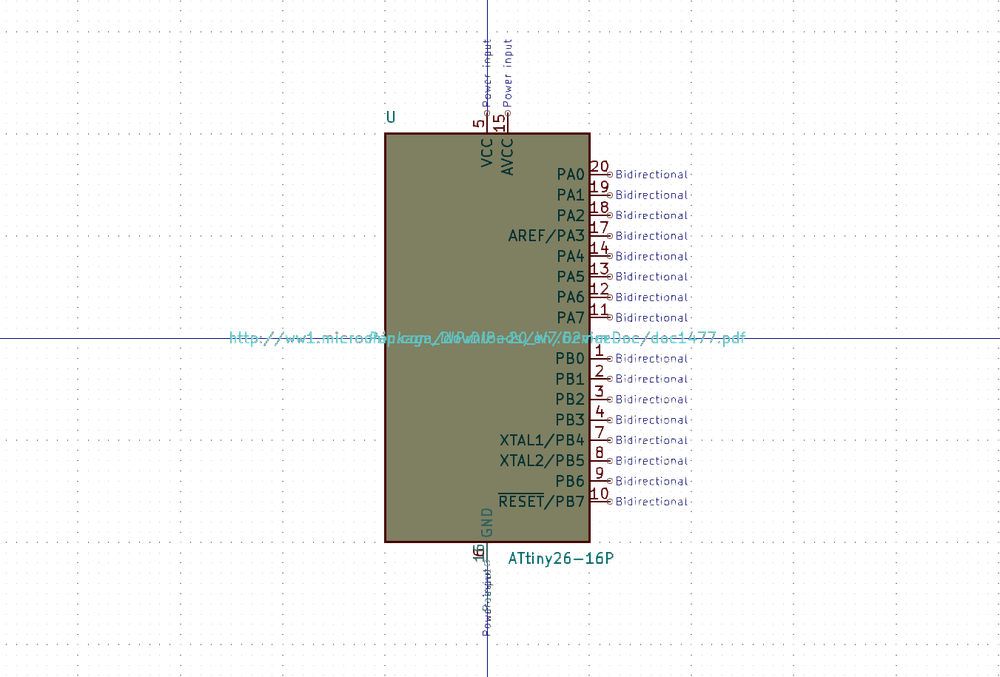 Power input
Power input
U
5
15
VCC
AVCC
PA0 20 Bidirectional
PA1 19 Bidirectional
PA2 18 Bidirectional
AREF/PA3 17 Bidirectional
PA4 14 Bidirectional
PA5 13 Bidirectional
PA6 12 Bidirectional
PA7 11 Bidirectional
PB0 1 Bidirectional
PB1 2 Bidirectional
PB2 3 Bidirectional
PB3 4 Bidirectional
XTAL1/PB4 7 Bidirectional
XTAL2/PB5 8 Bidirectional
PB6 9 Bidirectional
RESET/PB7 10 Bidirectional
GND
ATtiny26-16P